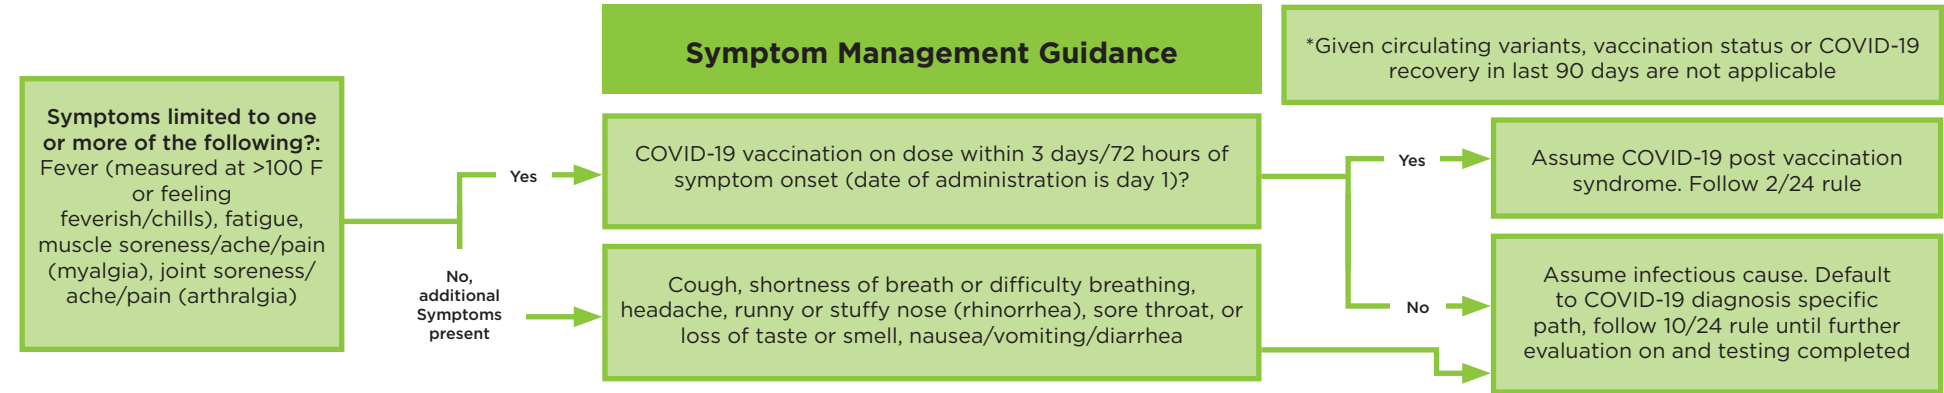 Symptom Management Guidance
*Given circulating variants, vaccination status or COVID-19
recovery in last 90 days are not applicable
Symptoms limited to one
or more of the following?:
Fever (measured at >100 F
or feeling
feverish/chills), fatigue,
muscle soreness/ache/pain
(myalgia), joint soreness/
ache/pain (arthralgia)
Yes
COVID-19 vaccination on dose within 3 days/72 hours of
symptom onset (date of administration is day 1)?
Yes
Assume COVID-19 post vaccination
syndrome. Follow 2/24 rule
No,
additional
Symptoms
present
Cough, shortness of breath or difficulty breathing,
headache, runny or stuffy nose (rhinorrhea), sore throat, or
loss of taste or smell, nausea/vomiting/diarrhea
No
Assume infectious cause. Default
to COVID-19 diagnosis specific
path, follow 10/24 rule until further
evaluation on and testing completed